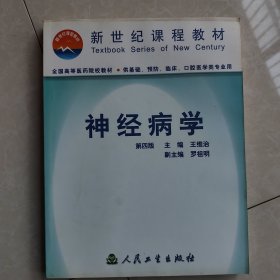 新世纪课程教材
Textbook Series of New Century
全国高等医药院校教材·供基础、预防、临床、口腔医学类专业用
神经病学
第四版 主编 王维治
副主编 罗祖明
人民卫生出版社